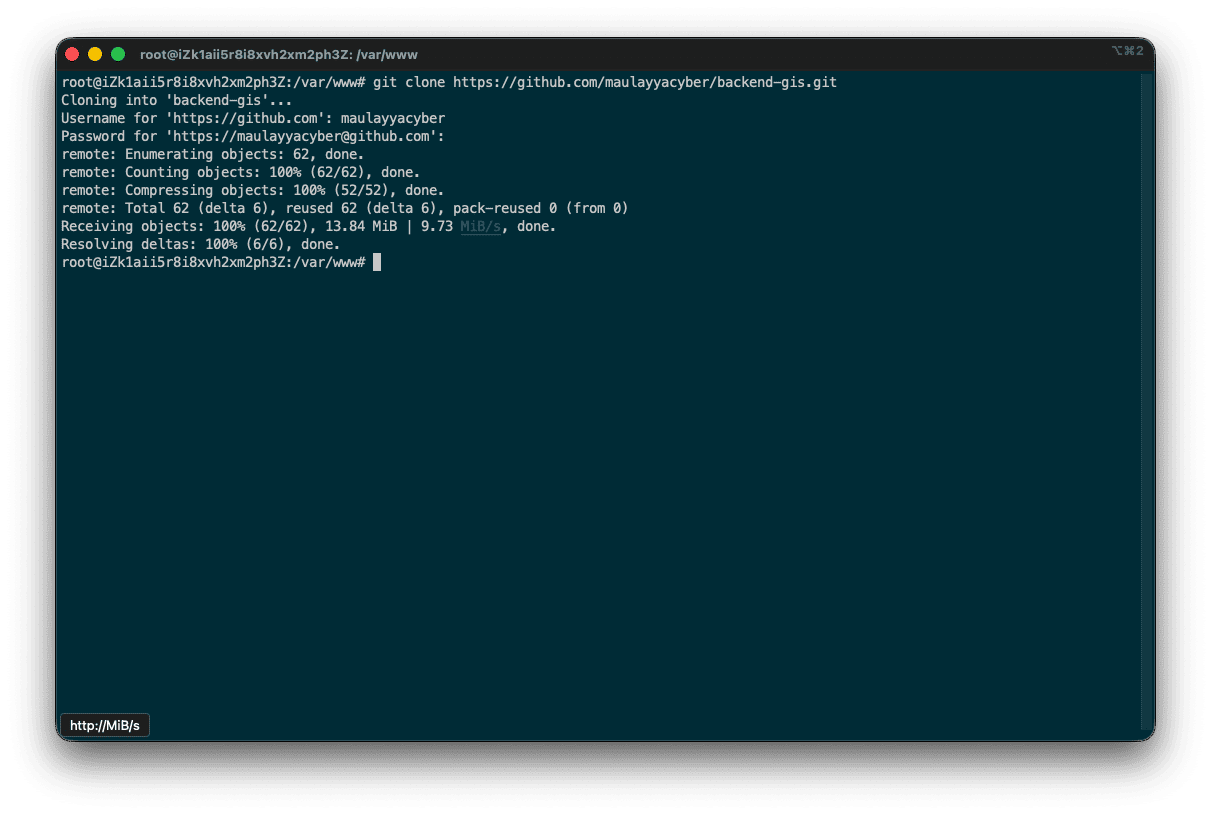 root@iZk1aii5r8i8xvh2xm2ph3Z: /var/www
⌥⌘2
root@iZk1aii5r8i8xvh2xm2ph3Z:/var/www# git clone https://github.com/maulayyacyber/backend-gis.git
Cloning into 'backend-gis'...
Username for 'https://github.com': maulayyacyber
Password for 'https://maulayyacyber@github.com':
remote: Enumerating objects: 62, done.
remote: Counting objects: 100% (62/62), done.
remote: Compressing objects: 100% (52/52), done.
remote: Total 62 (delta 6), reused 62 (delta 6), pack-reused 0 (from 0)
Receiving objects: 100% (62/62), 13.84 MiB | 9.73 MiB/s, done.
Resolving deltas: 100% (6/6), done.
root@iZk1aii5r8i8xvh2xm2ph3Z:/var/www#
http://MiB/s